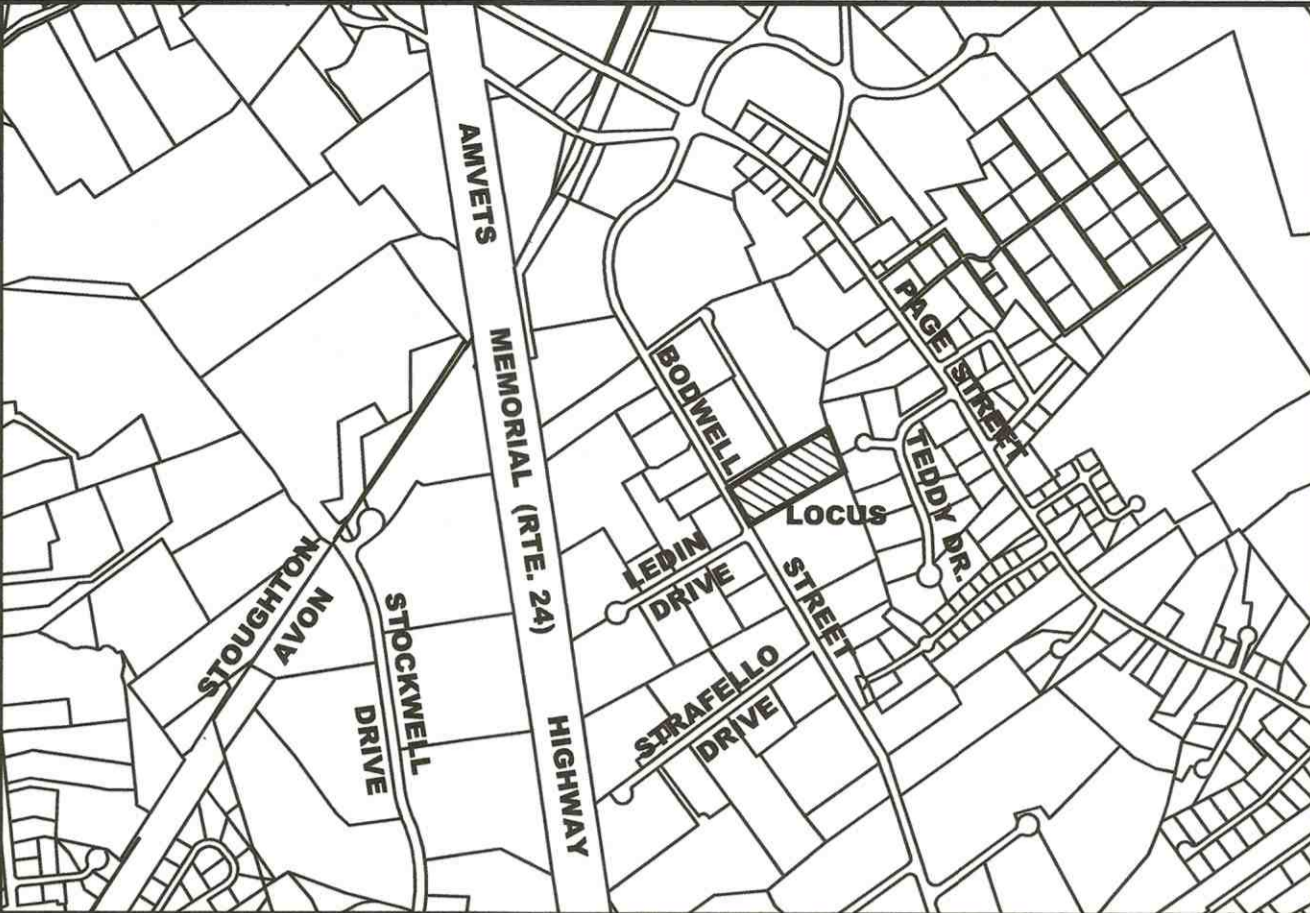 AMVETS MEMORIAL (RTE. 24) HIGHWAY
PAGE STREET
BODWELL STREET
LOCUS
TEDDY DR.
LEDIN
DRIVE
STRAFELLO
DRIVE
STOUGHTON
AVON
STOCKWELL
DRIVE